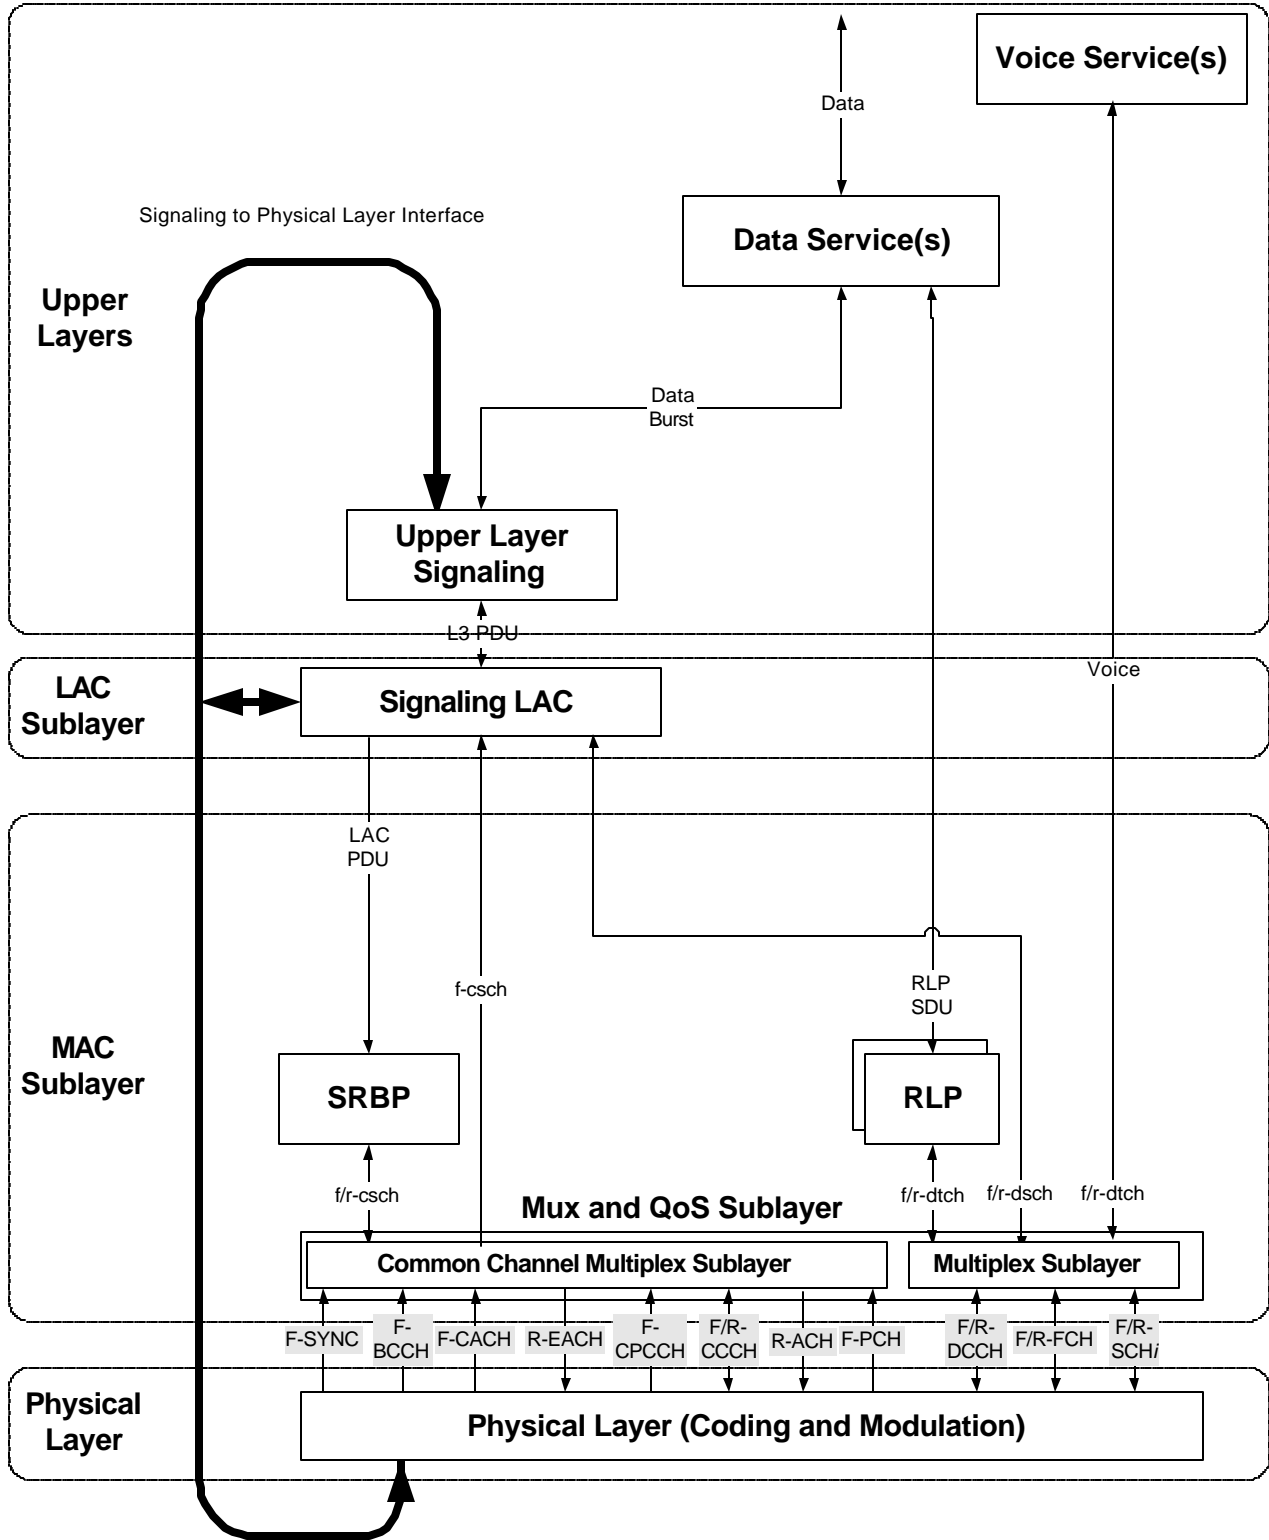 Voice Service(s)
Data
Data Service(s)
Signaling to Physical Layer Interface
Upper
Layers
Data
Burst
Upper Layer
Signaling
L3 PDU
LAC
Sublayer
Signaling LAC
Voice
LAC
PDU
f-csch
RLP
SDU
MAC
Sublayer
SRBP
RLP
f/r-csch
f/r-dtch
f/r-dsch
f/r-dtch
Mux and QoS Sublayer
Common Channel Multiplex Sublayer
Multiplex Sublayer
F-SYNC
F-
BCCH
F-CACH
R-EACH
F-
CPCCH
F/R-
CCCH
R-ACH
F-PCH
F/R-
DCCH
F/R-FCH
F/R-
SCHi
Physical
Layer
Physical Layer (Coding and Modulation)